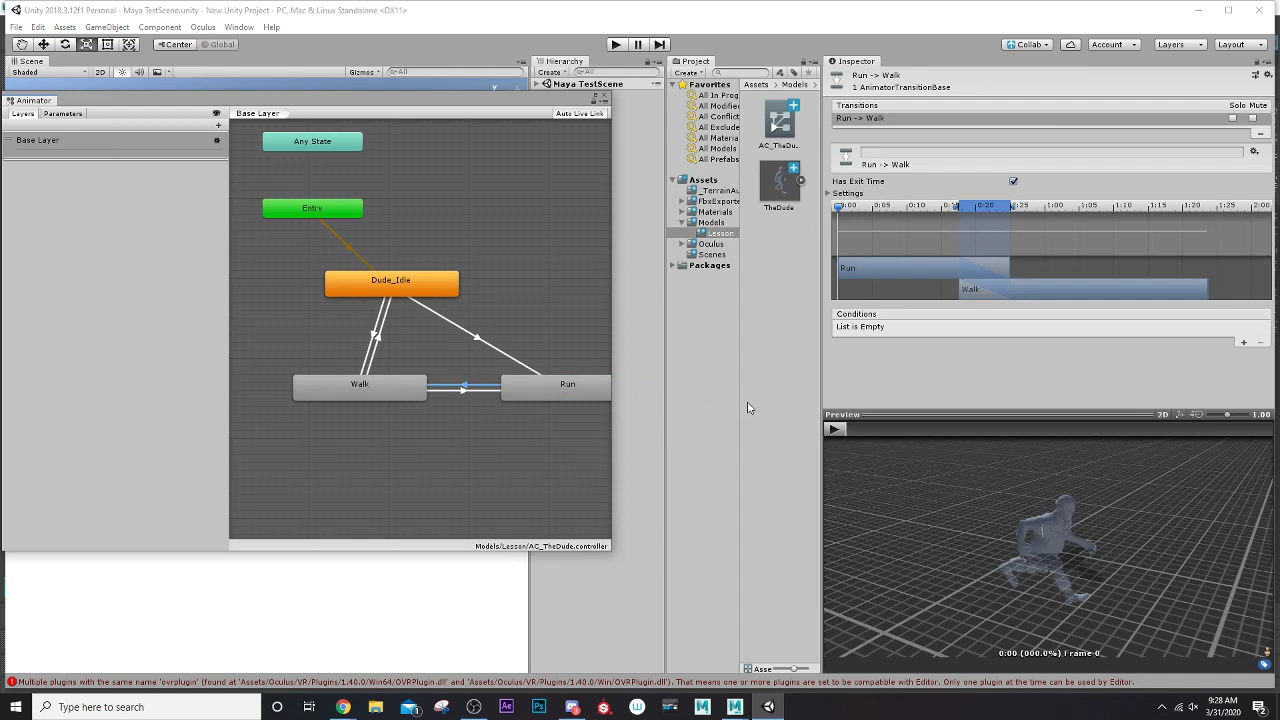 Unity 2018.3.12f1 Personal - Maya TestScene.unity - New Unity Project - PC, Mac & Linux Standalone <DX11>
File Edit Assets GameObject Component Oculus Window Help
Center Global Collab Account Layers Layout
Scene
Shaded 2D Gizmos All
Hierarchy
Create All
Maya TestScene
Project
Create
Favorites
All In Prog
All Modifier
All Conflict
All Exclude
All Materia
All Models
All Prefabs
Assets
_TerrainAu
FbxExporte
Materials
Models
Lesson
Oculus
Scenes
Packages
Assets Models
AC_TheDu...
TheDude
Asse
Animator
Layers Parameters
Base Layer
Base Layer Auto Live Link
Any State
Entry
Dude_Idle
Walk
Run
Models/Lesson/AC_TheDude.controller
Inspector
Run -> Walk
1 AnimatorTransitionBase
Transitions Solo Mute
Run -> Walk
Run -> Walk
Has Exit Time
Settings
0:00 0:05 0:10 0:15 0:20 0:25 1:00 1:05 1:10 1:15 1:20 1:25 2:00
Run
Walk
Conditions
List is Empty
Preview 2D 1.00
0:00 (000.0%) Frame 0
Multiple plugins with the same name 'ovrplugin' (found at 'Assets/Oculus/VR/Plugins/1.40.0/Win64/OVRPlugin.dll' and 'Assets/Oculus/VR/Plugins/1.40.0/Win/OVRPlugin.dll'). That means one or more plugins are set to be compatible with Editor. Only one plugin at the time can be used by Editor.
Type here to search
9:28 AM
3/31/2020